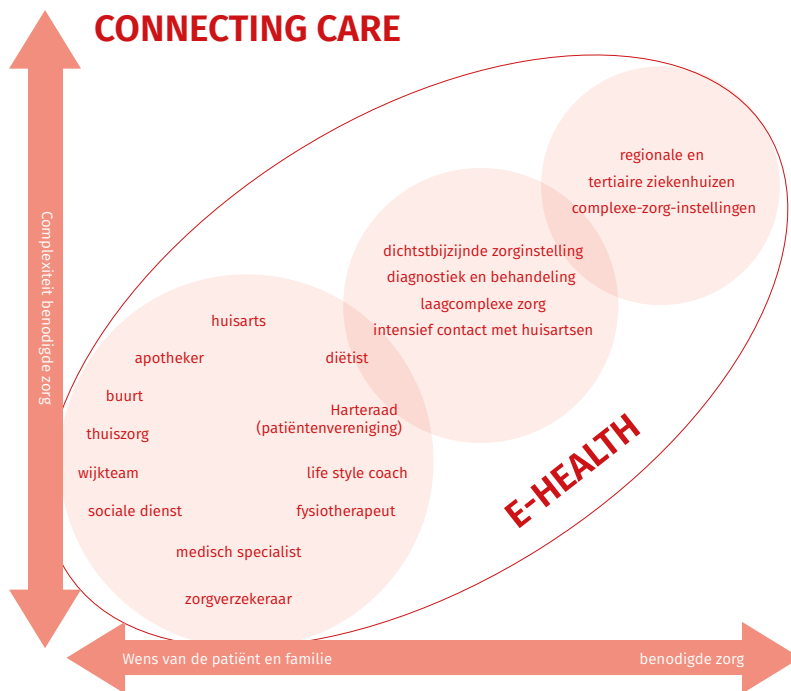 CONNECTING CARE
regionale en
tertiaire ziekenhuizen
complexe-zorg-instellingen
dichtstbijzijnde zorginstelling
diagnostiek en behandeling
laagcomplexe zorg
intensief contact met huisartsen
Complexiteit benodigde zorg
huisarts
apotheker
diëtist
buurt
Harteraad
(patiëntenvereniging)
thuiszorg
wijkteam
life style coach
sociale dienst
fysiotherapeut
medisch specialist
zorgverzekeraar
E-HEALTH
Wens van de patiënt en familie
benodigde zorg